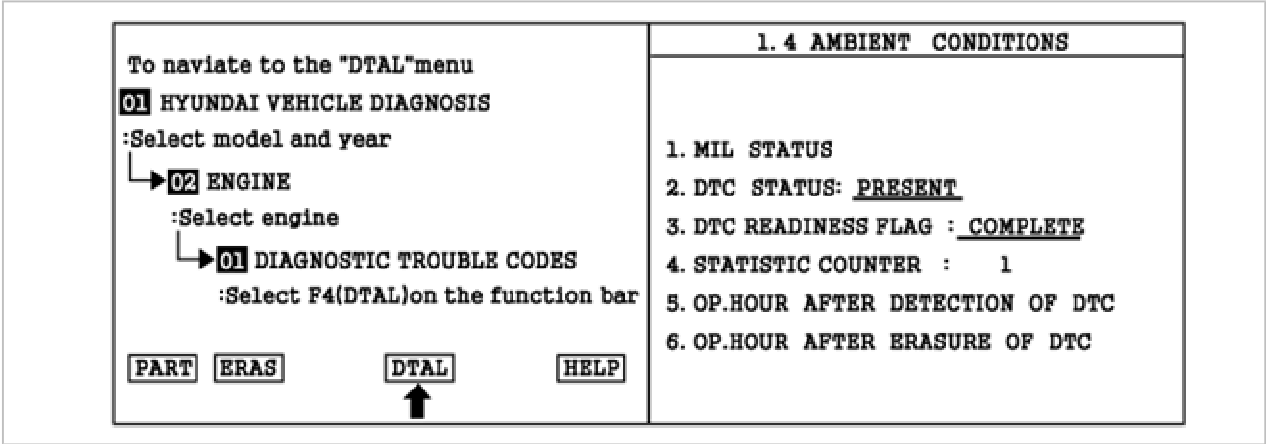 To naviate to the "DTAL"menu
01 HYUNDAI VEHICLE DIAGNOSIS
:Select model and year
02 ENGINE
:Select engine
01 DIAGNOSTIC TROUBLE CODES
:Select F4(DTAL)on the function bar
PART ERAS DTAL HELP
1.4 AMBIENT CONDITIONS
1. MIL STATUS
2. DTC STATUS: PRESENT
3. DTC READINESS FLAG : COMPLETE
4. STATISTIC COUNTER : 1
5. OP.HOUR AFTER DETECTION OF DTC
6. OP.HOUR AFTER ERASURE OF DTC